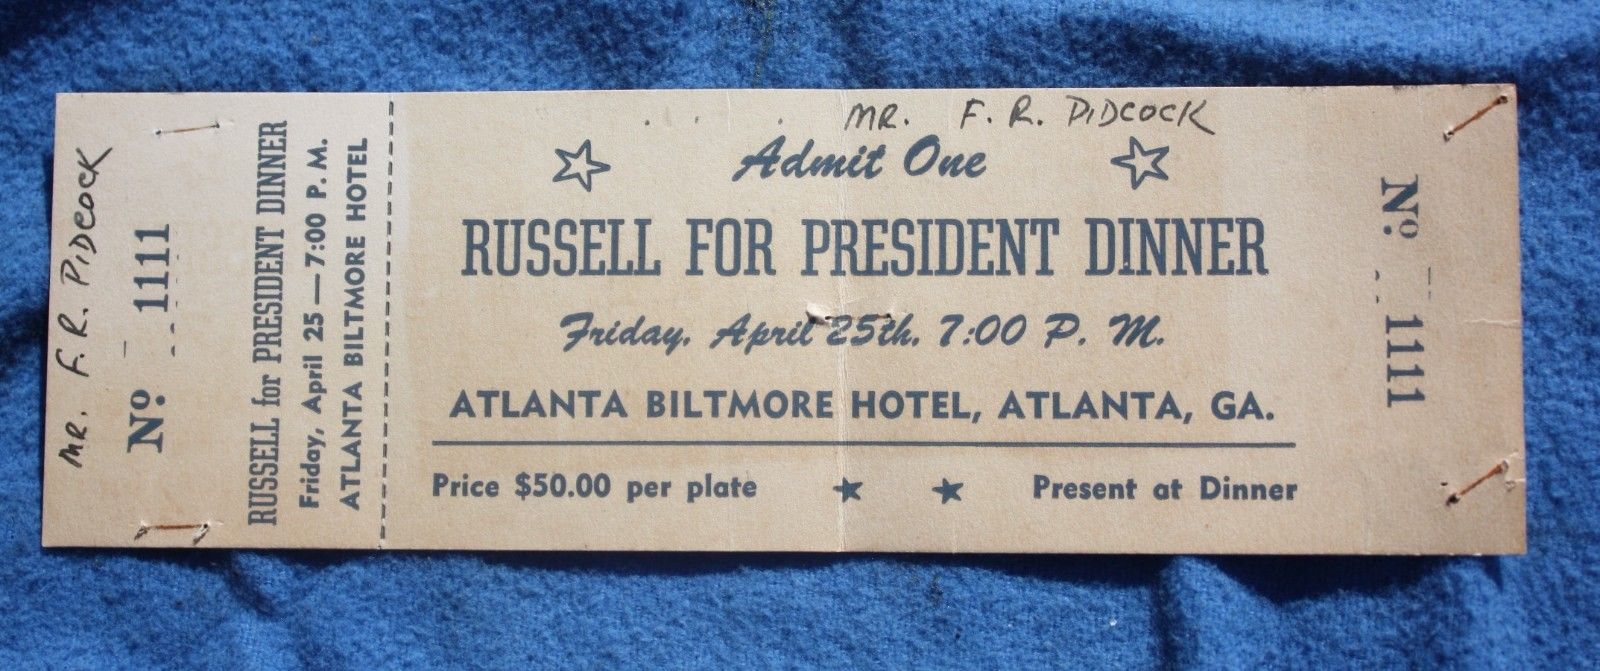 MR. F. R. PIDCOCK
Nº. 1111
RUSSELL for PRESIDENT DINNER
Friday, April 25—7:00 P. M.
ATLANTA BILTMORE HOTEL
MR. F. R. PIDCOCK
Admit One
RUSSELL FOR PRESIDENT DINNER
Friday, April 25th, 7:00 P. M.
ATLANTA BILTMORE HOTEL, ATLANTA, GA.
Price $50.00 per plate ★ ★ Present at Dinner
Nº. 1111